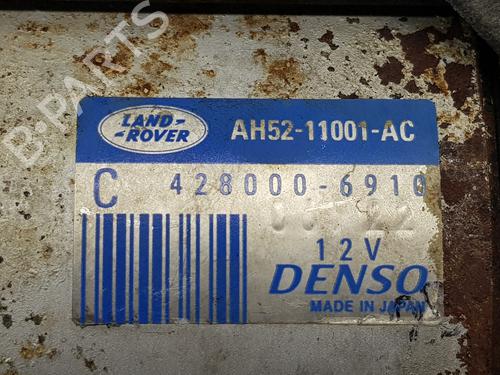 B-PARTS
LAND-
-ROVER
AH52-11001-AC
C 428000-6910
12V
DENSO
MADE IN JAPAN